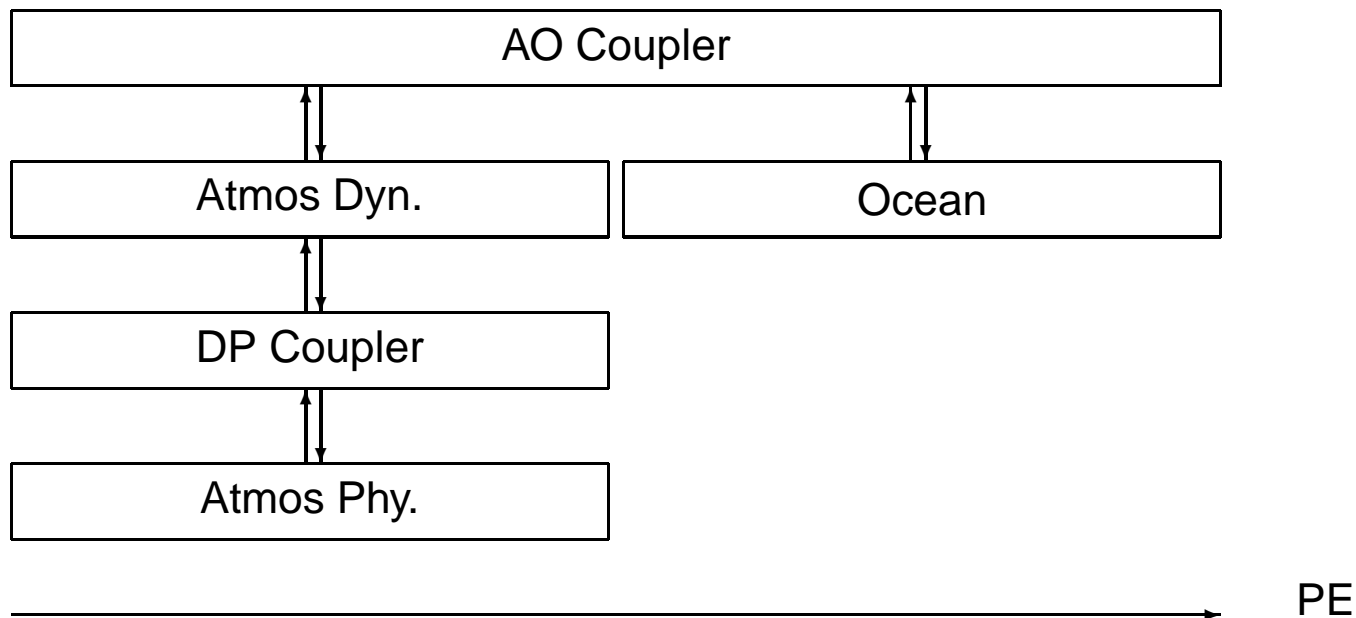 AO Coupler
Atmos Dyn.
Ocean
DP Coupler
Atmos Phy.
PE